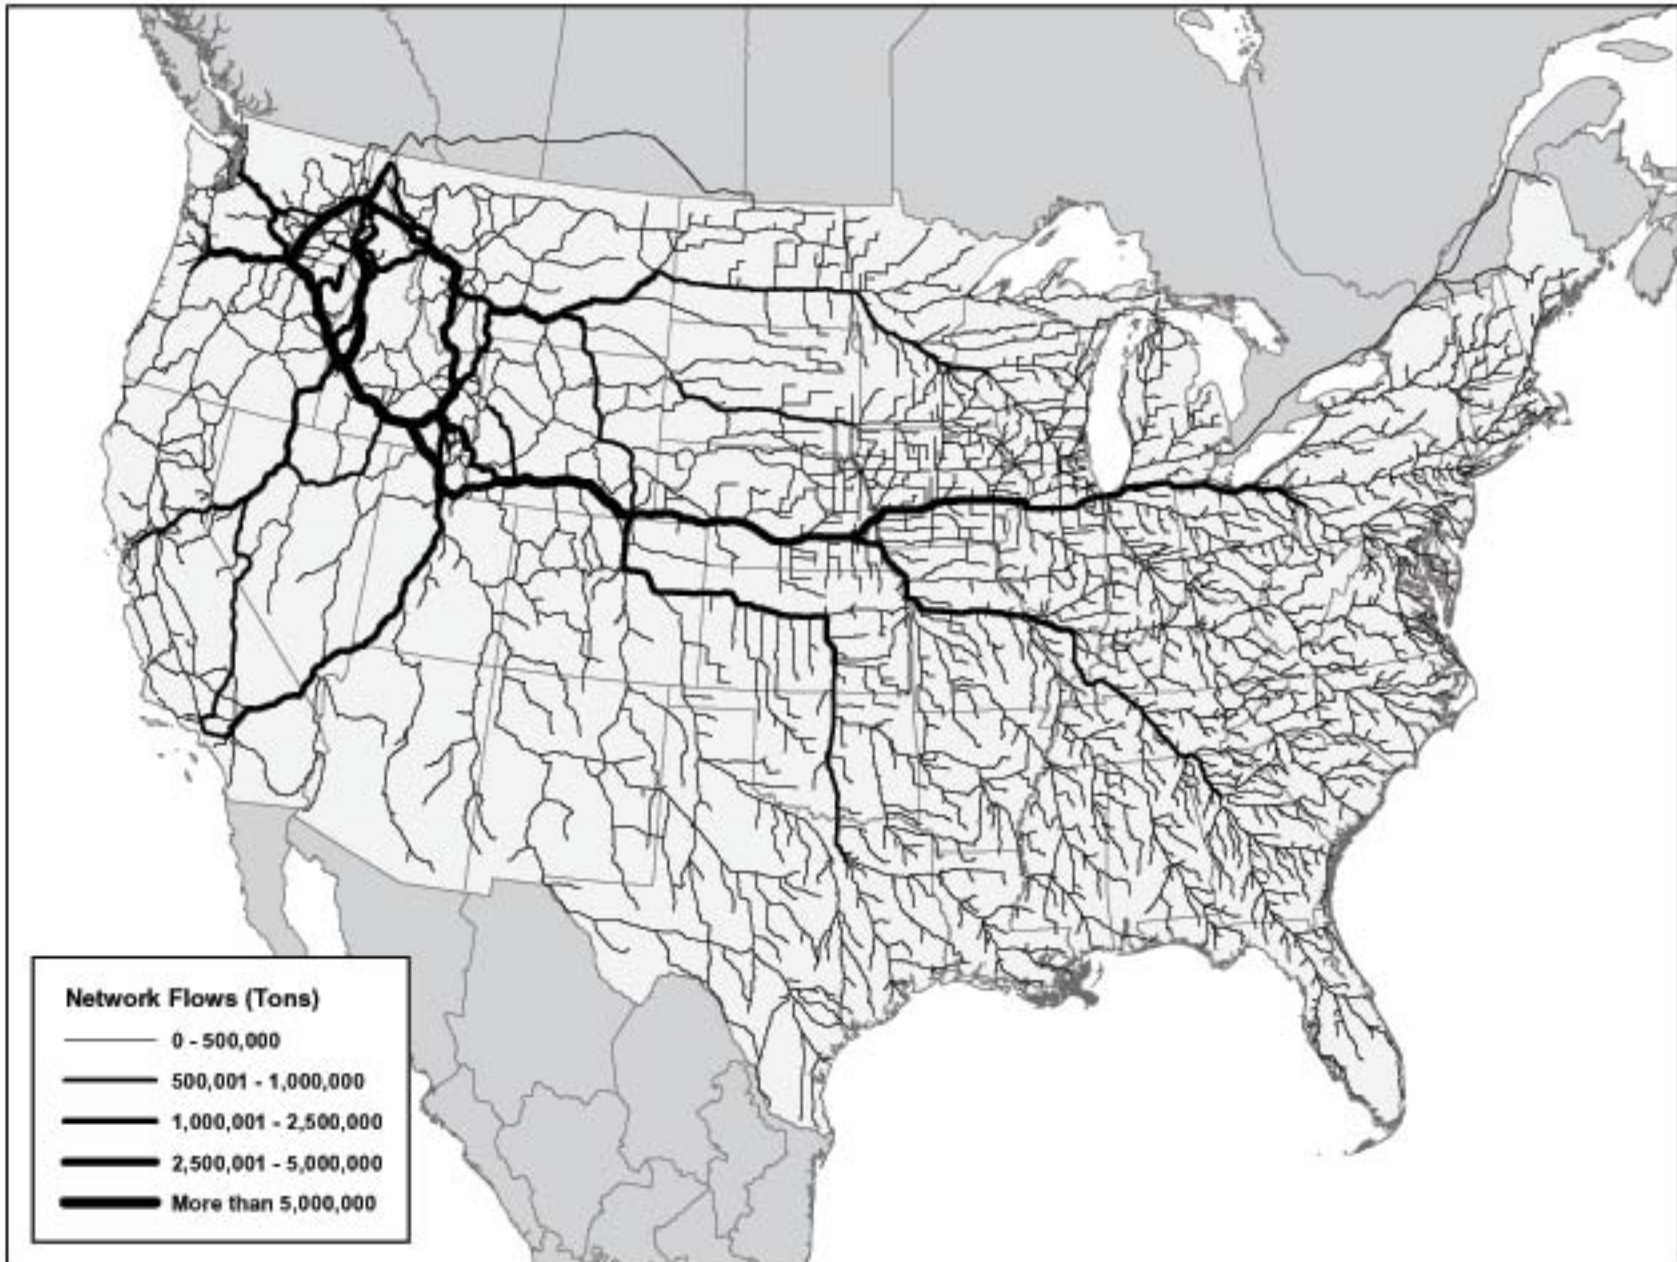 Network Flows (Tons)
0 - 500,000
500,001 - 1,000,000
1,000,001 - 2,500,000
2,500,001 - 5,000,000
More than 5,000,000